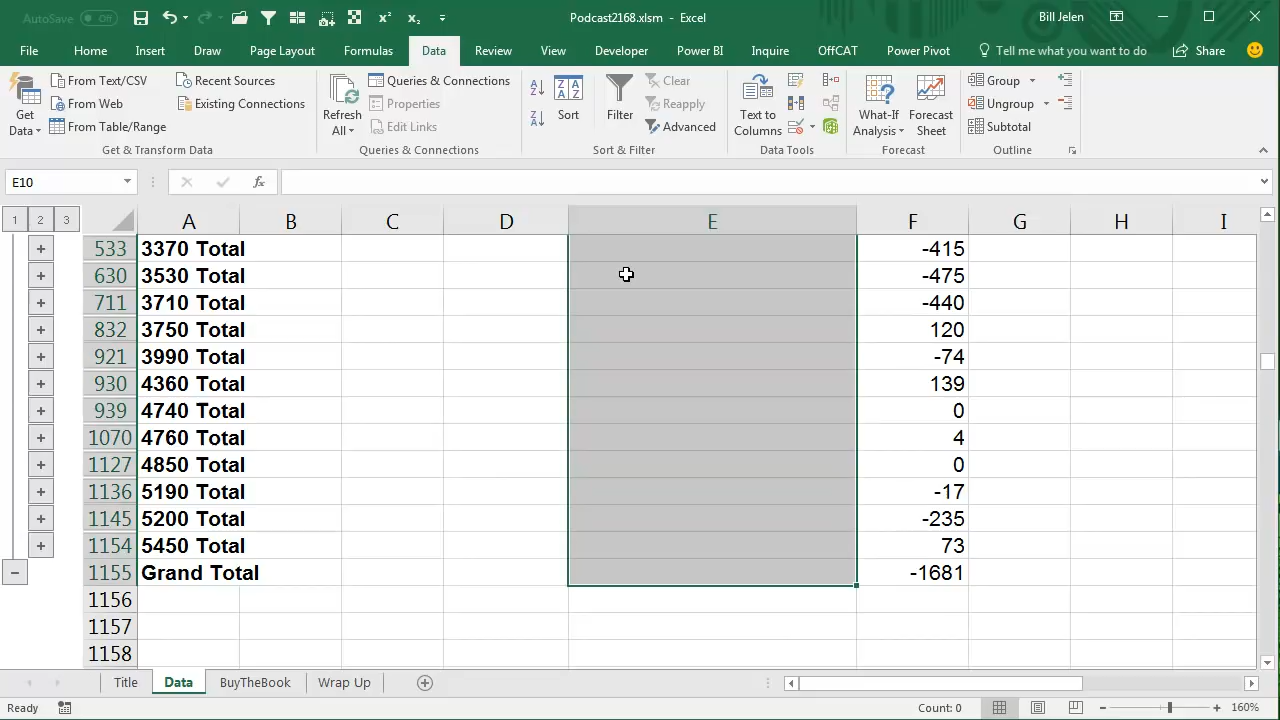 AutoSave Off Podcast2168.xlsm - Excel Bill Jelen
File Home Insert Draw Page Layout Formulas Data Review View Developer Power BI Inquire OffCAT Power Pivot Tell me what you want to do Share
From Text/CSV Recent Sources Queries & Connections Clear Group
From Web Existing Connections Properties Reapply Ungroup
From Table/Range Edit Links Advanced Subtotal
Get Data Refresh All Sort Filter Text to Columns What-If Analysis Forecast Sheet
Get & Transform Data Queries & Connections Sort & Filter Data Tools Forecast Outline
E10 fx
1 2 3 A B C D E F G H I
533 3370 Total -415
630 3530 Total -475
711 3710 Total -440
832 3750 Total 120
921 3990 Total -74
930 4360 Total 139
939 4740 Total 0
1070 4760 Total 4
1127 4850 Total 0
1136 5190 Total -17
1145 5200 Total -235
1154 5450 Total 73
1155 Grand Total -1681
1156
1157
1158
Title Data BuyTheBook Wrap Up
Ready Count: 0 160%